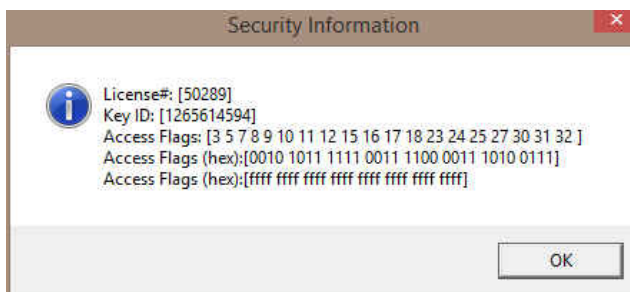 Security Information
License#: [50289]
Key ID: [1265614594]
Access Flags: [3 5 7 8 9 10 11 12 15 16 17 18 23 24 25 27 30 31 32 ]
Access Flags (hex):[0010 1011 1111 0011 1100 0011 1010 0111]
Access Flags (hex):[ffff ffff ffff ffff ffff ffff ffff ffff]
OK